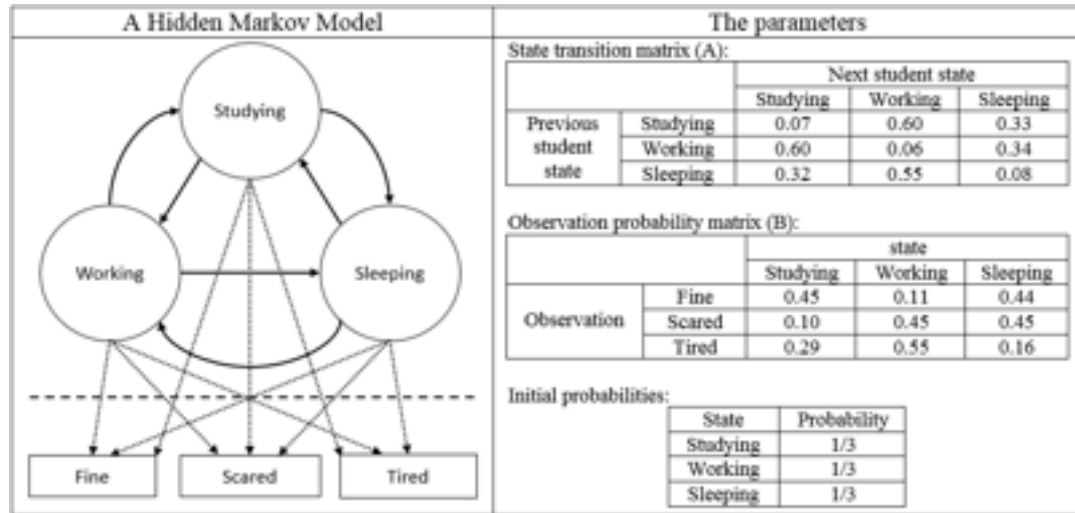 A Hidden Markov Model
The parameters
Studying
Working
Sleeping
Fine
Scared
Tired
State transition matrix (A):
Next student state
Studying Working Sleeping
Previous student state
Studying 0.07 0.60 0.33
Working 0.60 0.06 0.34
Sleeping 0.32 0.55 0.08
Observation probability matrix (B):
state
Studying Working Sleeping
Observation
Fine 0.45 0.11 0.44
Scared 0.10 0.45 0.45
Tired 0.29 0.55 0.16
Initial probabilities:
State Probability
Studying 1/3
Working 1/3
Sleeping 1/3